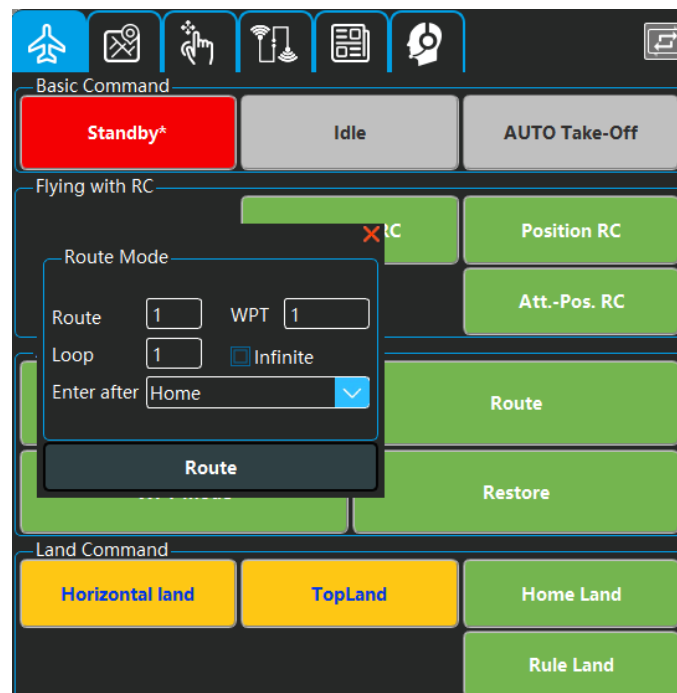 Basic Command
Standby*
Idle
AUTO Take-Off
Flying with RC
RC
Position RC
Att.-Pos. RC
Route Mode
Route 1 WPT 1
Loop 1 Infinite
Enter after Home
Route
Route
Restore
Land Command
Horizontal land
TopLand
Home Land
Rule Land